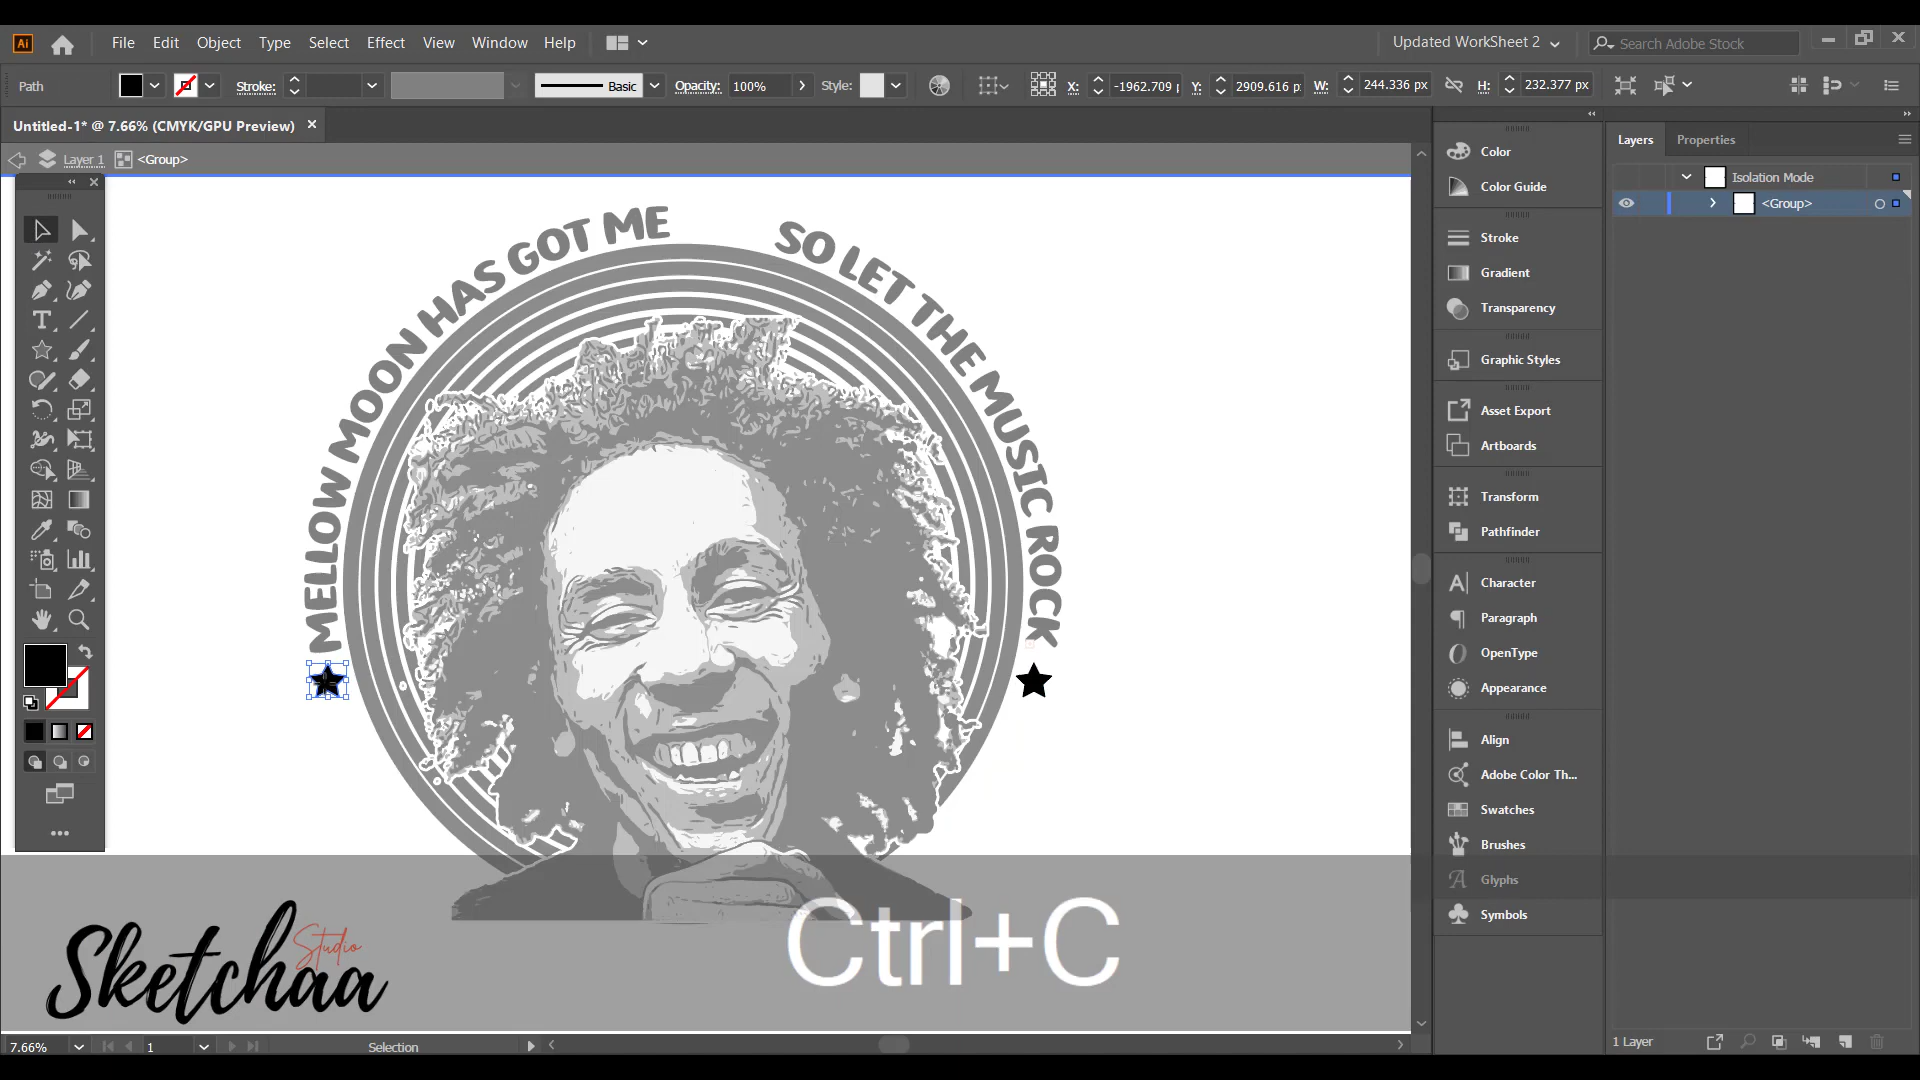 Ai
File Edit Object Type Select Effect View Window Help
Updated WorkSheet 2
Search Adobe Stock
Path
Stroke:
Basic
Opacity: 100%
Style:
X: -1962.709 p
Y: 2909.616 p
W: 244.336 px
H: 232.377 px
Untitled-1* @ 7.66% (CMYK/GPU Preview)
Layer 1 <Group>
Layers Properties
Isolation Mode
<Group>
Color
Color Guide
Stroke
Gradient
Transparency
Graphic Styles
Asset Export
Artboards
Transform
Pathfinder
Character
Paragraph
OpenType
Appearance
Align
Adobe Color Th...
Swatches
Brushes
Glyphs
Symbols
MELLOW MOON HAS GOT ME
SO LET THE MUSIC ROCK
Sketchaa
Studio
Ctrl+C
7.66%
1
Selection
1 Layer